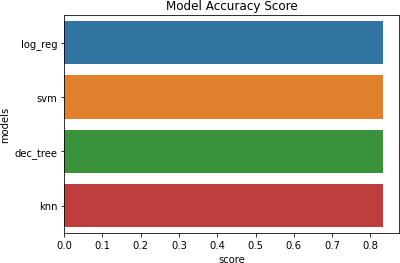 Model Accuracy Score
models
log_reg
svm
dec_tree
knn
0.0 0.1 0.2 0.3 0.4 0.5 0.6 0.7 0.8
score